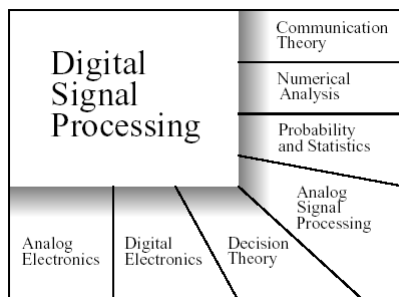 Digital
Signal
Processing
Communication
Theory
Numerical
Analysis
Probability
and Statistics
Analog
Signal
Processing
Decision
Theory
Digital
Electronics
Analog
Electronics